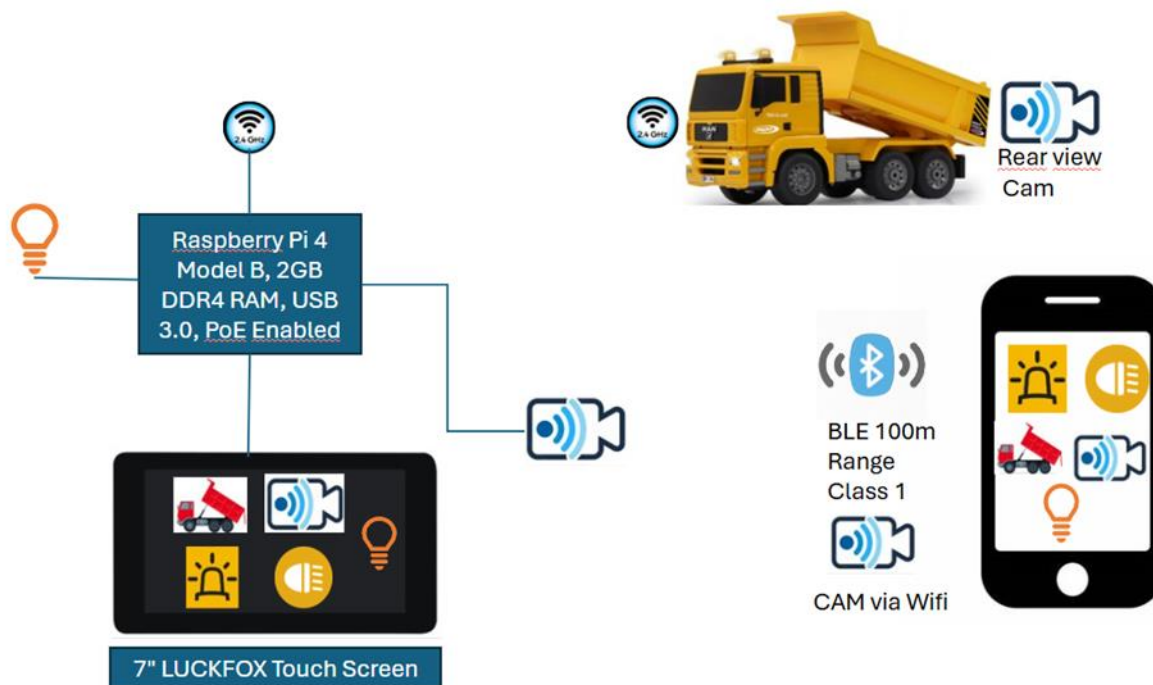 2.4 GHz
Raspberry Pi 4
Model B, 2GB
DDR4 RAM, USB
3.0, PoE Enabled
7" LUCKFOX Touch Screen
2.4 GHz
MAN
Rear view
Cam
BLE 100m
Range
Class 1
CAM via Wifi